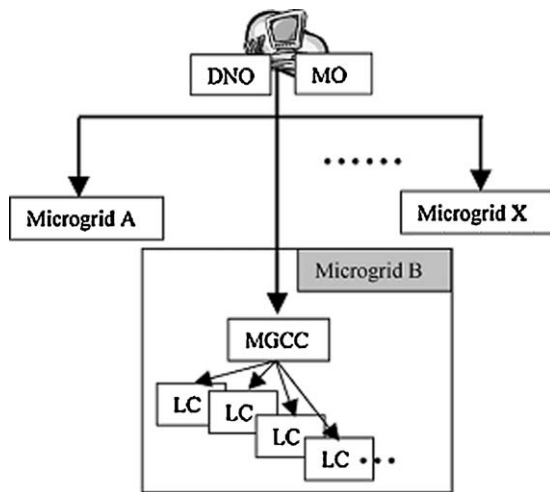 DNO
MO
Microgrid A
Microgrid X
Microgrid B
MGCC
LC
LC
LC
LC